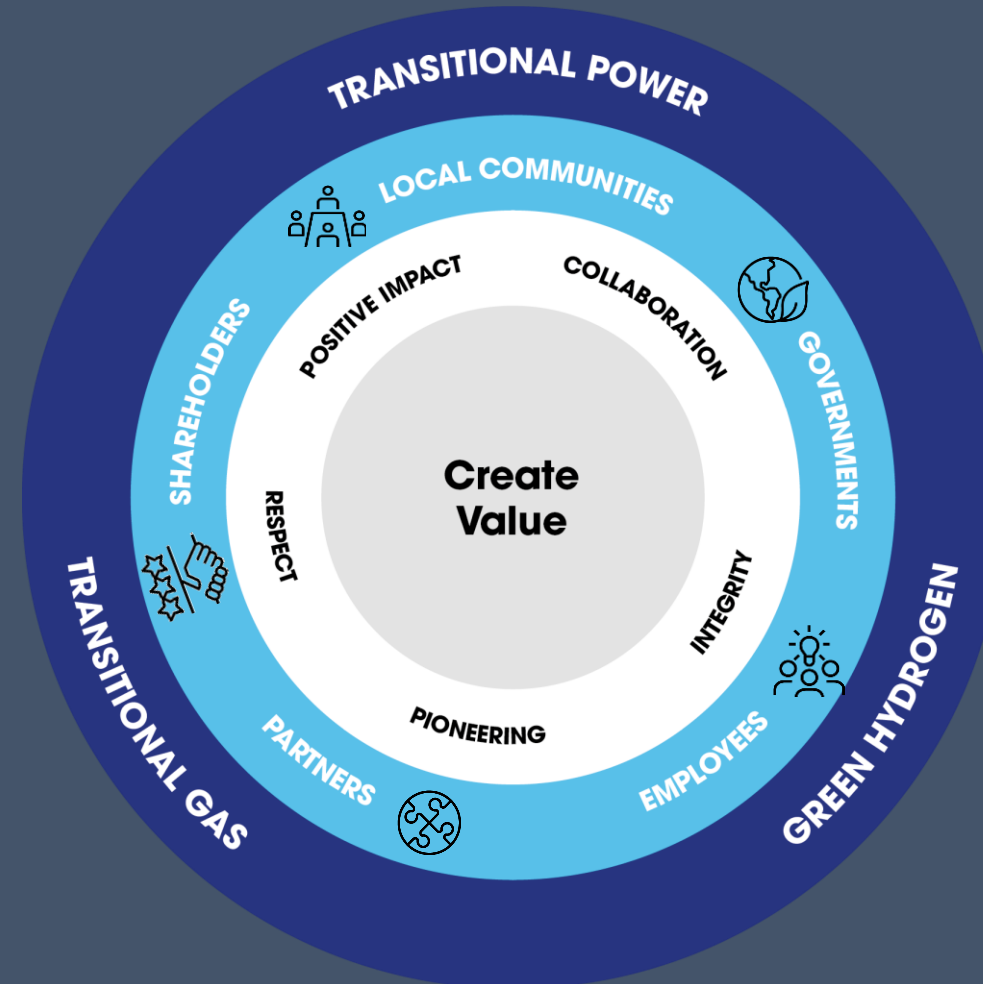 TRANSITIONAL POWER
LOCAL COMMUNITIES
POSITIVE IMPACT
COLLABORATION
SHAREHOLDERS
GOVERNMENTS
Create
Value
RESPECT
INTEGRITY
TRANSITIONAL GAS
GREEN HYDROGEN
PIONEERING
PARTNERS
EMPLOYEES